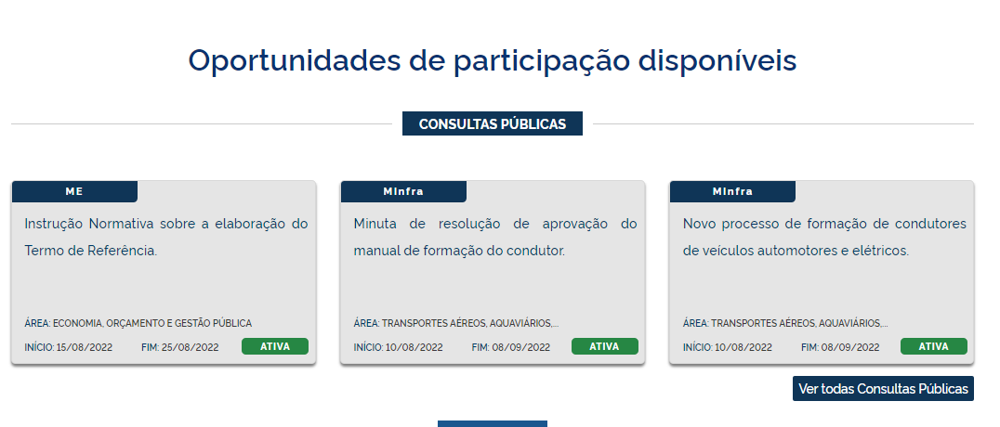 Oportunidades de participação disponíveis
CONSULTAS PÚBLICAS
ME
Instrução Normativa sobre a elaboração do
Termo de Referência.
ÁREA: ECONOMIA, ORÇAMENTO E GESTÃO PÚBLICA
INÍCIO: 15/08/2022 FIM: 25/08/2022 ATIVA
MInfra
Minuta de resolução de aprovação do
manual de formação do condutor.
ÁREA: TRANSPORTES AÉREOS, AQUAVIÁRIOS,...
INÍCIO: 10/08/2022 FIM: 08/09/2022 ATIVA
MInfra
Novo processo de formação de condutores
de veículos automotores e elétricos.
ÁREA: TRANSPORTES AÉREOS, AQUAVIÁRIOS,...
INÍCIO: 10/08/2022 FIM: 08/09/2022 ATIVA
Ver todas Consultas Públicas